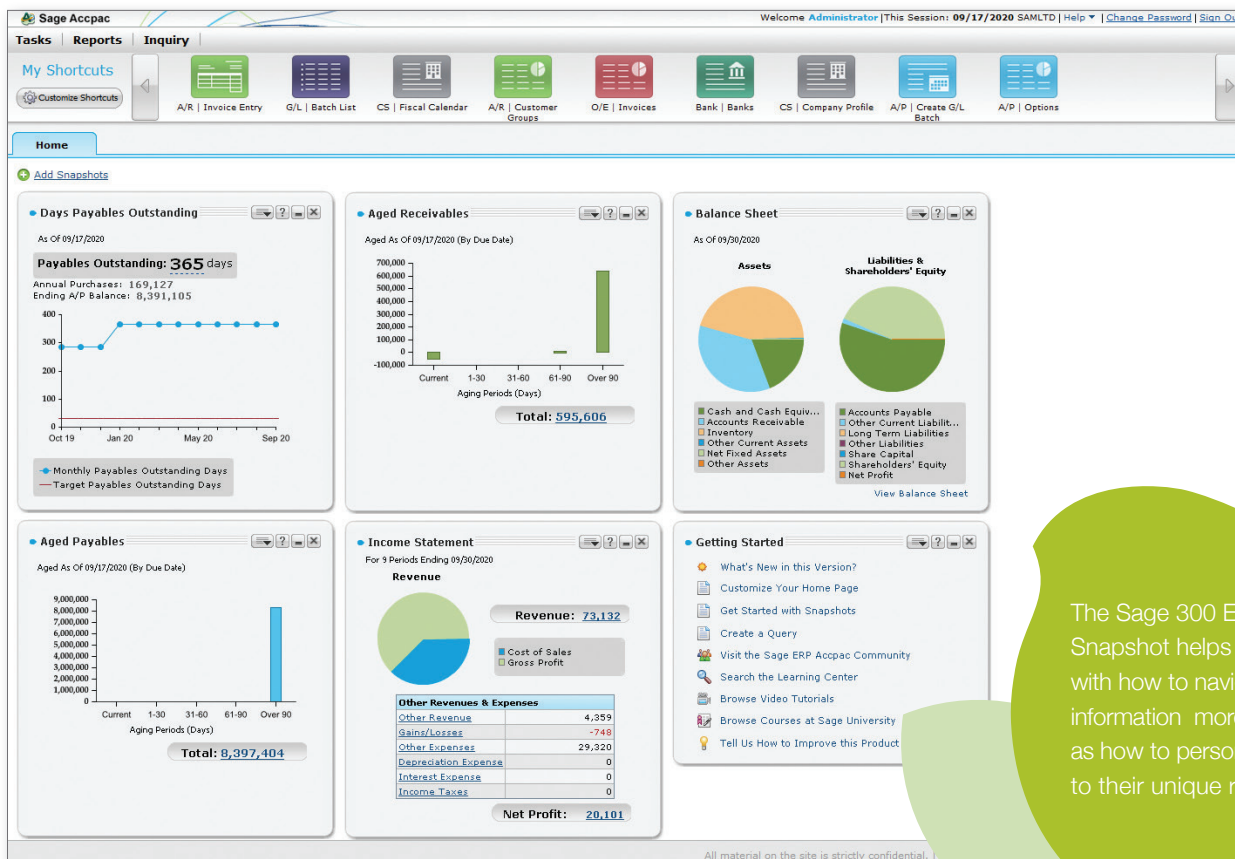 Sage Accpac
Welcome Administrator |This Session: 09/17/2020 SAMLTD | Help ▼ | Change Password | Sign
Tasks | Reports | Inquiry
My Shortcuts
Customize Shortcuts
A/R | Invoice Entry
G/L | Batch List
CS | Fiscal Calendar
A/R | Customer
Groups
O/E | Invoices
Bank | Banks
CS | Company Profile
A/P | Create G/L
Batch
A/P | Options
Home
Add Snapshots
Days Payables Outstanding
As Of 09/17/2020
Payables Outstanding: 365 days
Annual Purchases: 169,127
Ending A/P Balance: 8,391,105
400
300
200
100
0
Oct 19 Jan 20 May 20 Sep 20
Monthly Payables Outstanding Days
Target Payables Outstanding Days
Aged Receivables
Aged As Of 09/17/2020 (By Due Date)
700,000
600,000
500,000
400,000
300,000
200,000
100,000
0
-100,000
Current 1-30 31-60 61-90 Over 90
Aging Periods (Days)
Total: 595,606
Balance Sheet
As Of 09/30/2020
Assets
Liabilities &
Shareholders' Equity
Cash and Cash Equiv...
Accounts Receivable
Inventory
Other Current Assets
Net Fixed Assets
Other Assets
Accounts Payable
Other Current Liabilit...
Long Term Liabilities
Other Liabilities
Share Capital
Shareholders' Equity
Net Profit
View Balance Sheet
Aged Payables
Aged As Of 09/17/2020 (By Due Date)
9,000,000
8,000,000
7,000,000
6,000,000
5,000,000
4,000,000
3,000,000
2,000,000
1,000,000
0
Current 1-30 31-60 61-90 Over 90
Aging Periods (Days)
Total: 8,397,404
Income Statement
For 9 Periods Ending 09/30/2020
Revenue
Revenue: 73,132
Cost of Sales
Gross Profit
Other Revenues & Expenses
Other Revenue 4,359
Gains/Losses -748
Other Expenses 29,320
Depreciation Expense 0
Interest Expense 0
Income Taxes 0
Net Profit: 20,101
Getting Started
What's New in this Version?
Customize Your Home Page
Get Started with Snapshots
Create a Query
Visit the Sage ERP Accpac Community
Search the Learning Center
Browse Video Tutorials
Browse Courses at Sage University
Tell Us How to Improve this Product
The Sage 300 E
Snapshot helps
with how to navi
information more
as how to perso
to their unique
All material on the site is strictly confidential.